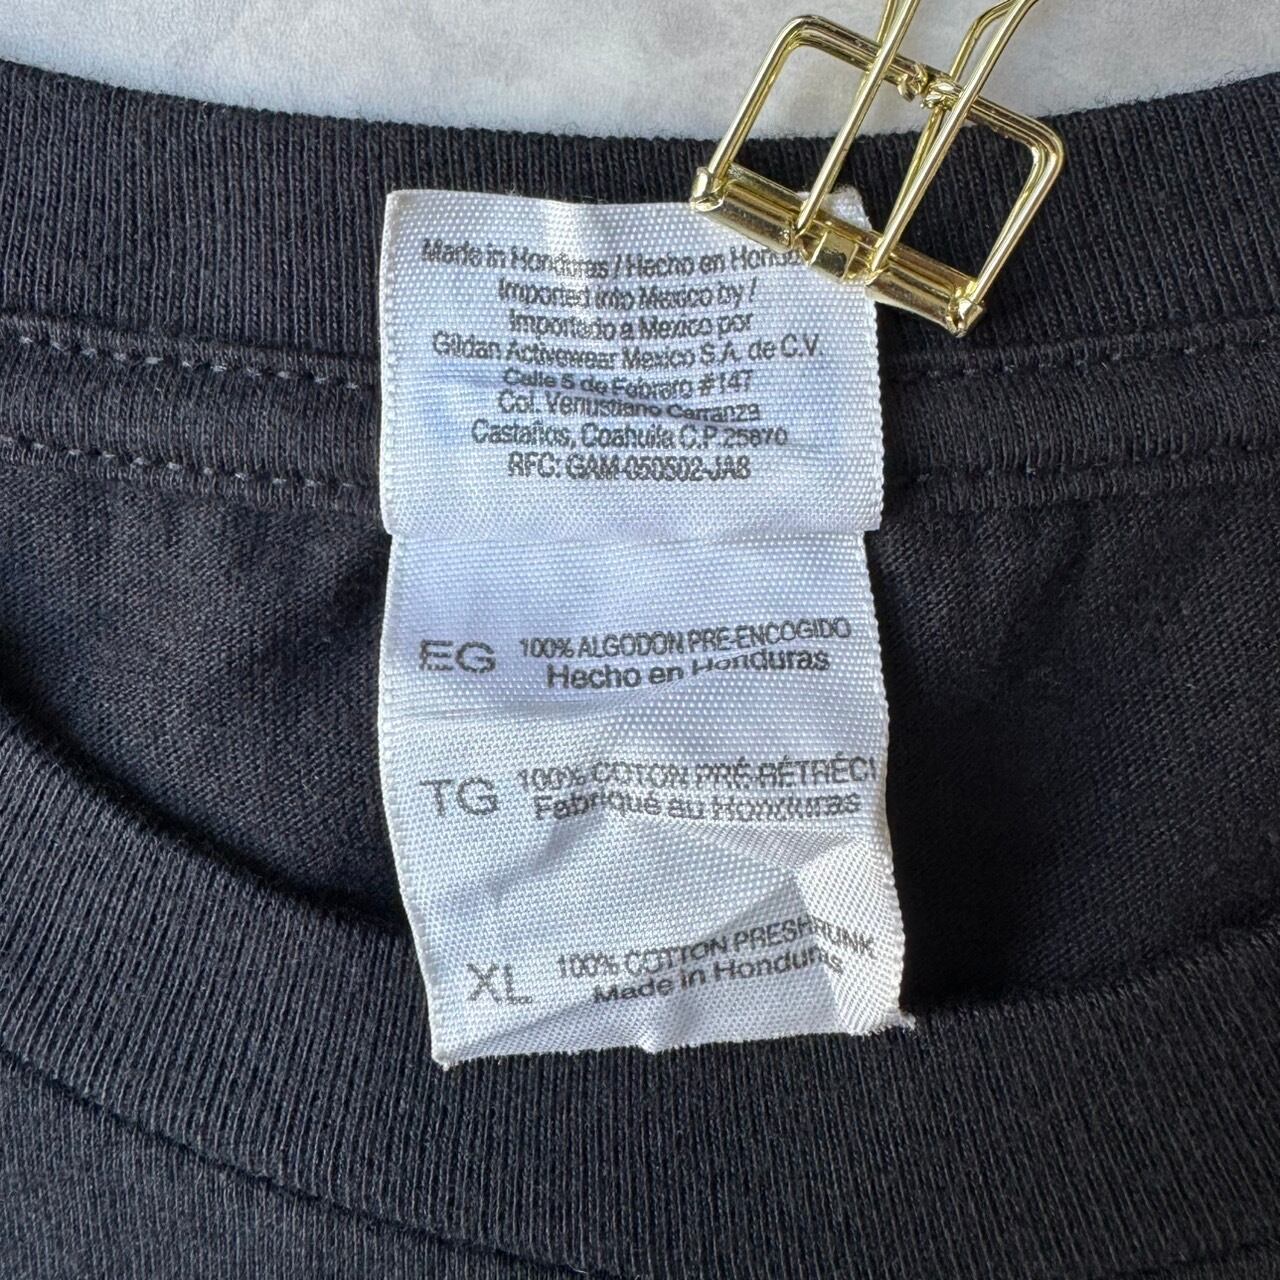 Made in Honduras / Hecho en
Imported into Mexico by /
Importado a Mexico por
Gildan Activewear Mexico S.A. de C.V.
Calle 5 de Febrero #147
Col. Venustiano Carranza
Castaños, Coahuila C.P. 25870
RFC: GAM-050502-JA8
EG 100% ALGODON PRE-ENCOGIDO
Hecho en Honduras
TG 100% COTON PRÉ-RÉTRÉCI
Fabriqué au Honduras
XL 100% COTTON PRESHRUNK
Made in Honduras